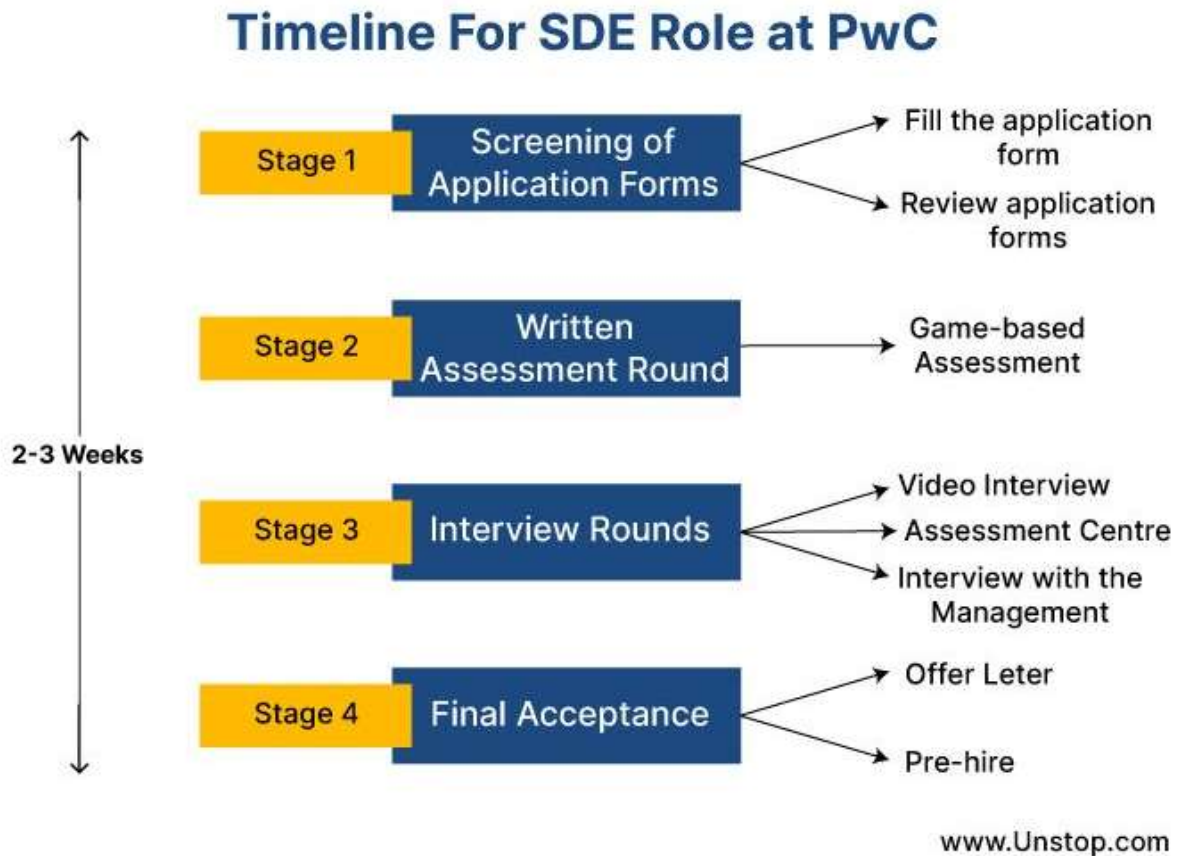 Timeline For SDE Role at PwC
2-3 Weeks
Stage 1
Screening of
Application Forms
Fill the application
form
Review application
forms
Stage 2
Written
Assessment Round
Game-based
Assessment
Stage 3
Interview Rounds
Video Interview
Assessment Centre
Interview with the
Management
Stage 4
Final Acceptance
Offer Leter
Pre-hire
www.Unstop.com